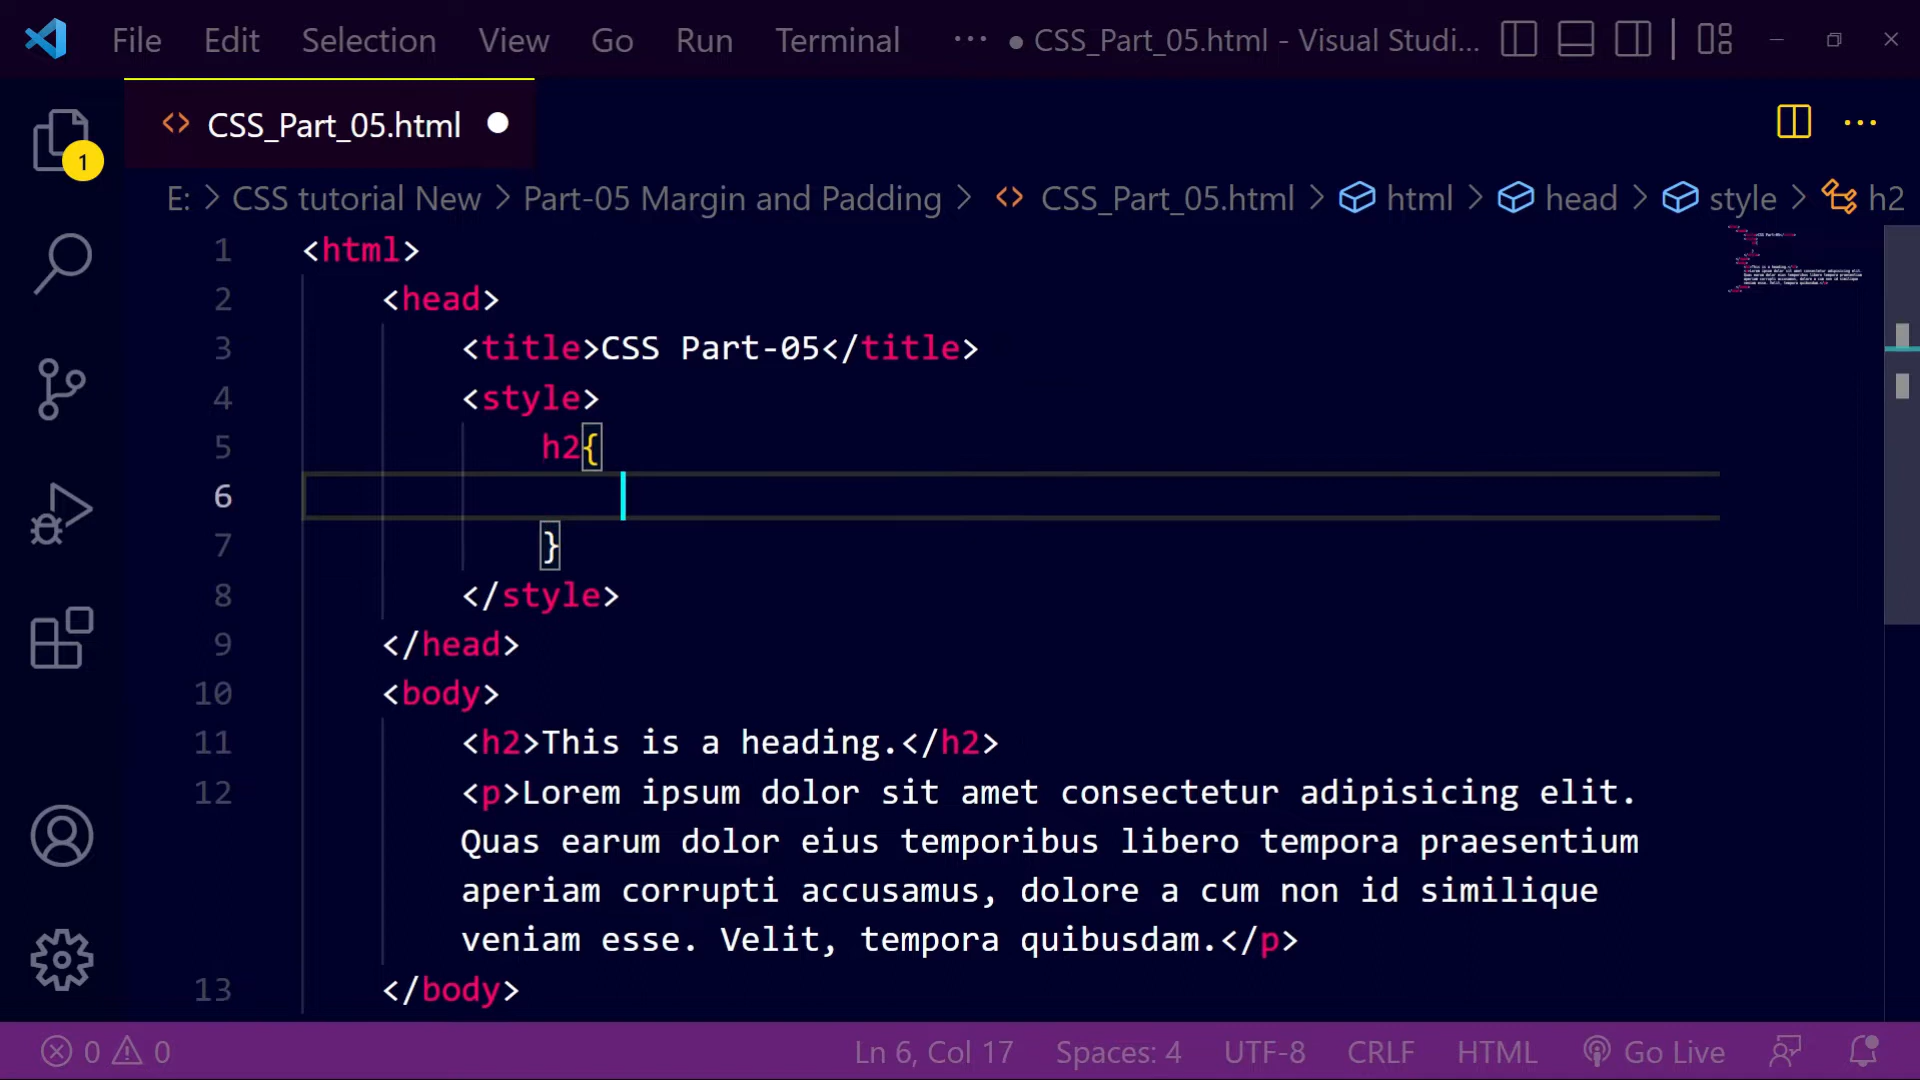 File Edit Selection View Go Run Terminal ··· ● CSS_Part_05.html - Visual Studi...
CSS_Part_05.html
1
E: > CSS tutorial New > Part-05 Margin and Padding > CSS_Part_05.html > html > head > style > h2
1 <html>
2 <head>
3 <title>CSS Part-05</title>
4 <style>
5 h2{
6
7 }
8 </style>
9 </head>
10 <body>
11 <h2>This is a heading.</h2>
12 <p>Lorem ipsum dolor sit amet consectetur adipisicing elit.
Quas earum dolor eius temporibus libero tempora praesentium
aperiam corrupti accusamus, dolore a cum non id similique
veniam esse. Velit, tempora quibusdam.</p>
13 </body>
0 0 Ln 6, Col 17 Spaces: 4 UTF-8 CRLF HTML Go Live